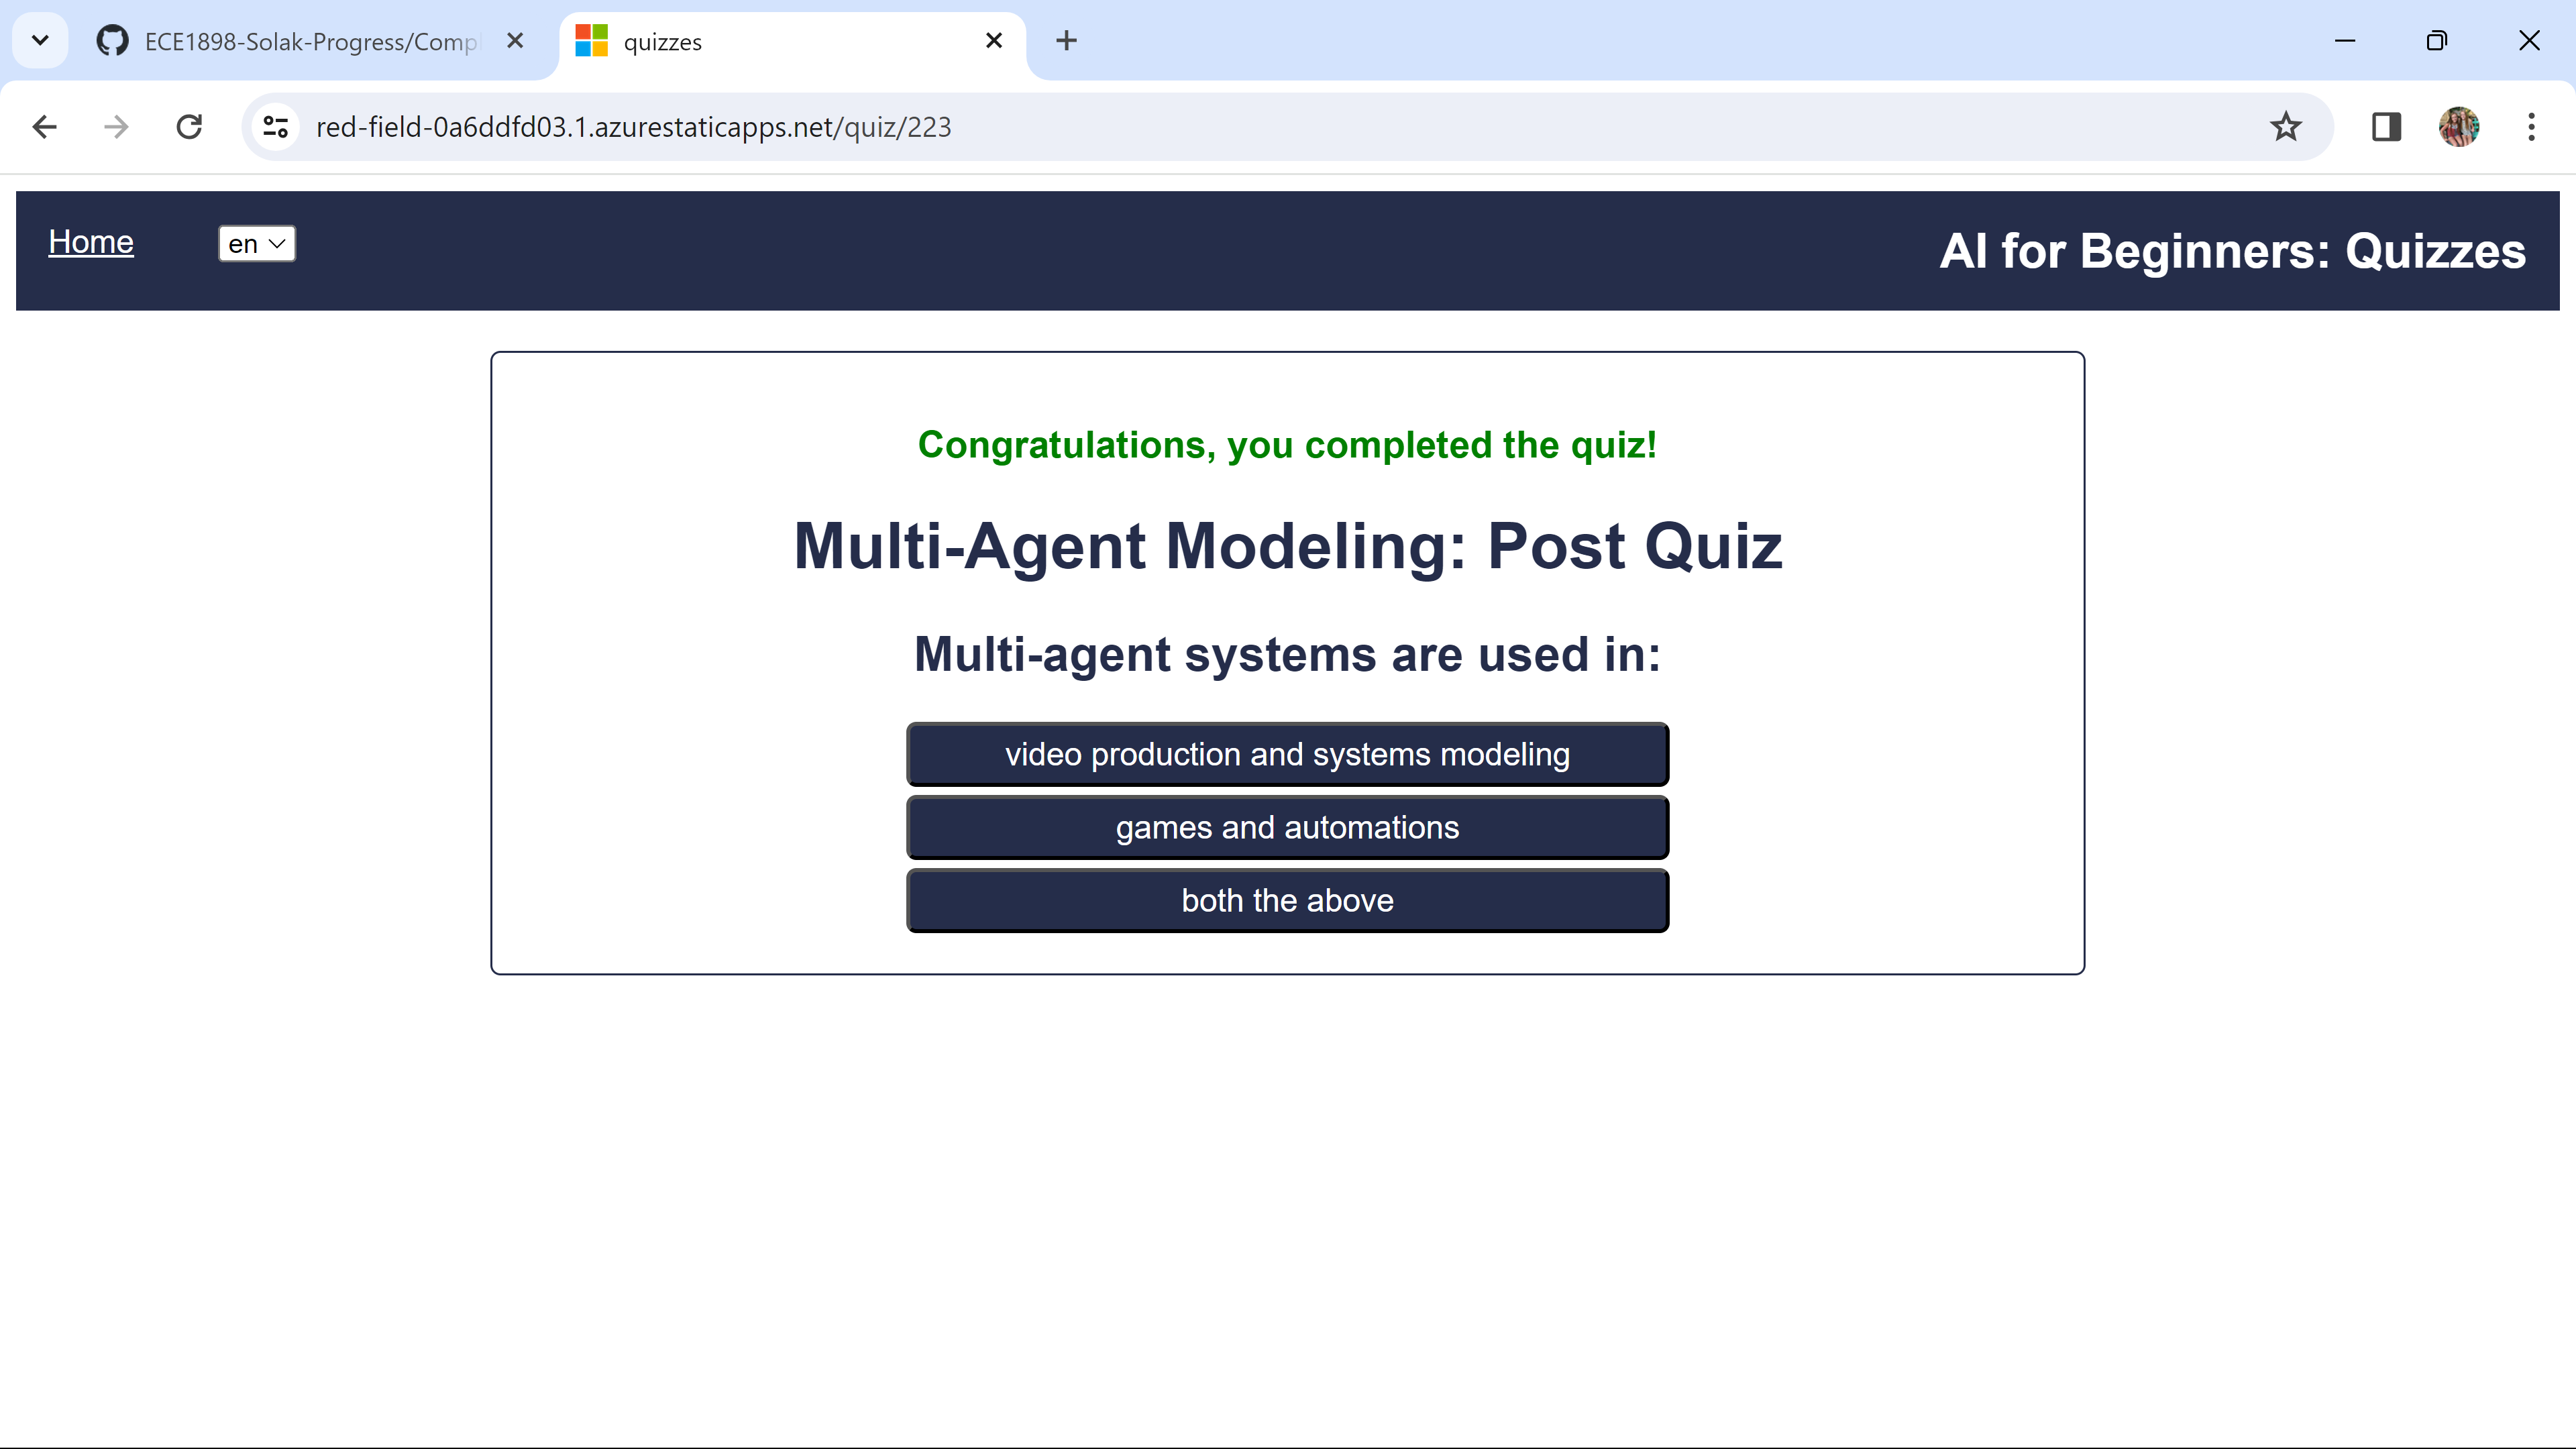 ECE1898-Solak-Progress/Comp
quizzes
red-field-0a6ddfd03.1.azurestaticapps.net/quiz/223
Home
en
AI for Beginners: Quizzes
Congratulations, you completed the quiz!
Multi-Agent Modeling: Post Quiz
Multi-agent systems are used in:
video production and systems modeling
games and automations
both the above